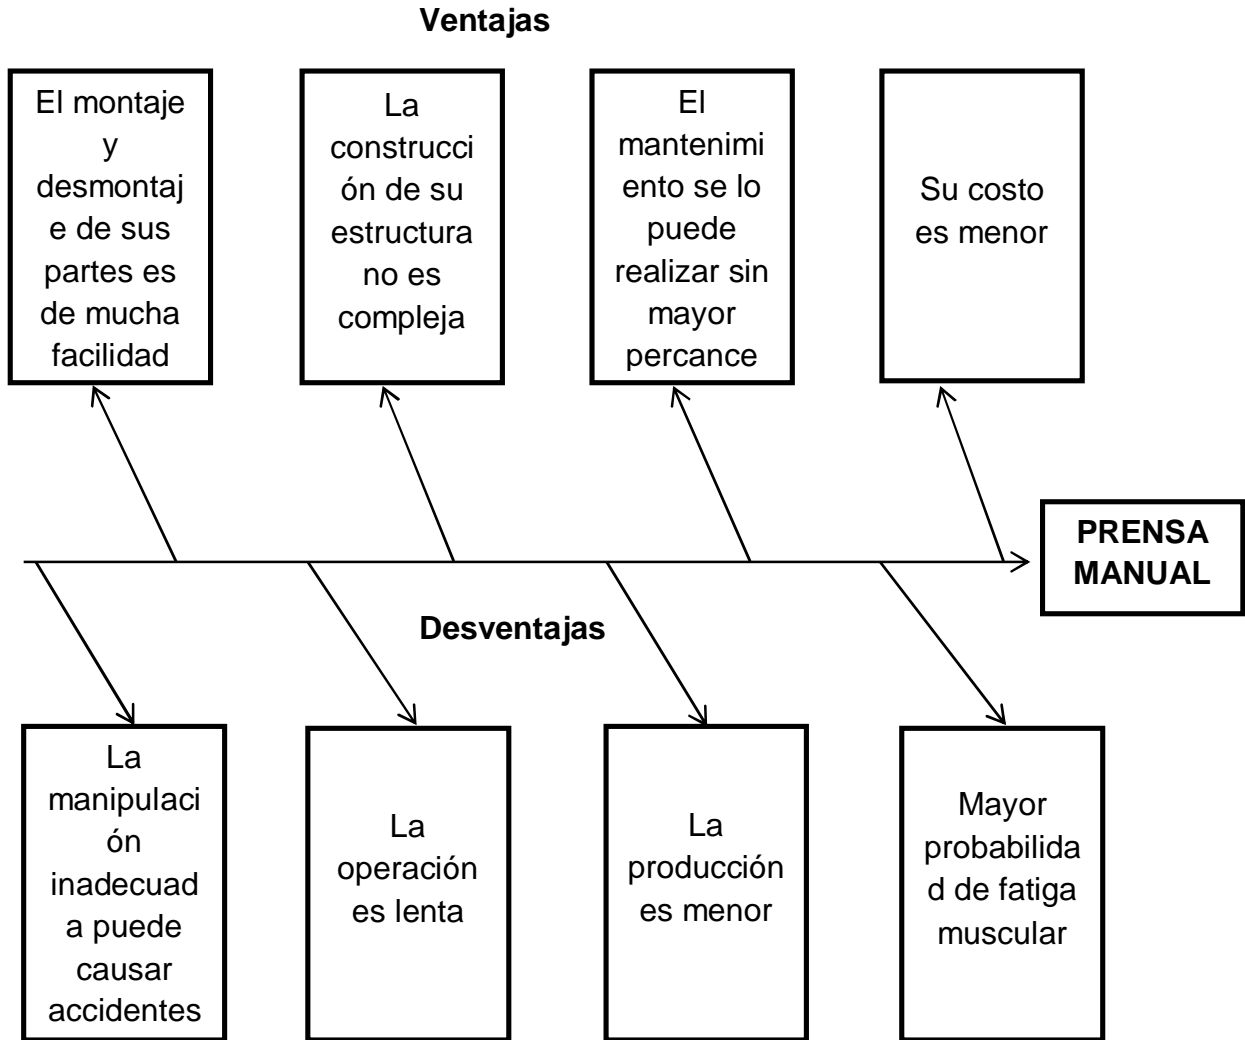 Ventajas
El montaje
y
desmontaj
e de sus
partes es
de mucha
facilidad
La
construcci
ón de su
estructura
no es
compleja
El
mantenimi
ento se lo
puede
realizar sin
mayor
percance
Su costo
es menor
PRENSA
MANUAL
Desventajas
La
manipulaci
ón
inadecuad
a puede
causar
accidentes
La
operación
es lenta
La
producción
es menor
Mayor
probabilida
d de fatiga
muscular